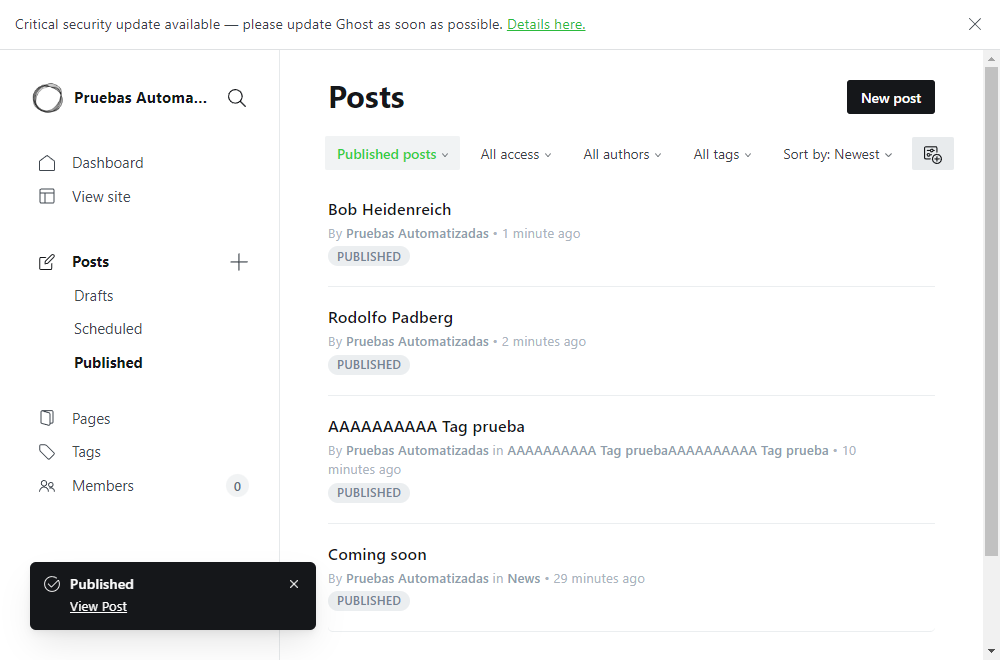 Critical security update available — please update Ghost as soon as possible. Details here.
Pruebas Automa...
Dashboard
View site
Posts
Drafts
Scheduled
Published
Pages
Tags
Members 0
Posts
New post
Published posts
All access
All authors
All tags
Sort by: Newest
Bob Heidenreich
By Pruebas Automatizadas • 1 minute ago
PUBLISHED
Rodolfo Padberg
By Pruebas Automatizadas • 2 minutes ago
PUBLISHED
AAAAAAAAAA Tag prueba
By Pruebas Automatizadas in AAAAAAAAAA Tag pruebaAAAAAAAAAA Tag prueba • 10
minutes ago
PUBLISHED
Coming soon
By Pruebas Automatizadas in News • 29 minutes ago
PUBLISHED
Published
View Post